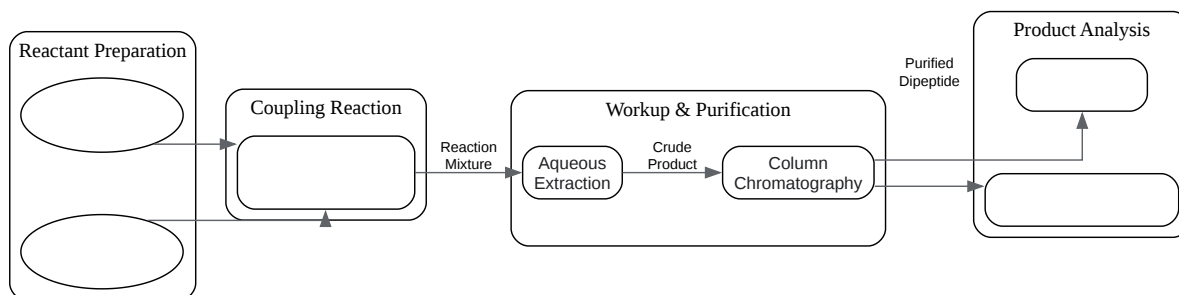 Reactant Preparation
Coupling Reaction
Reaction
Mixture
Workup & Purification
Aqueous
Extraction
Crude
Product
Column
Chromatography
Purified
Dipeptide
Product Analysis